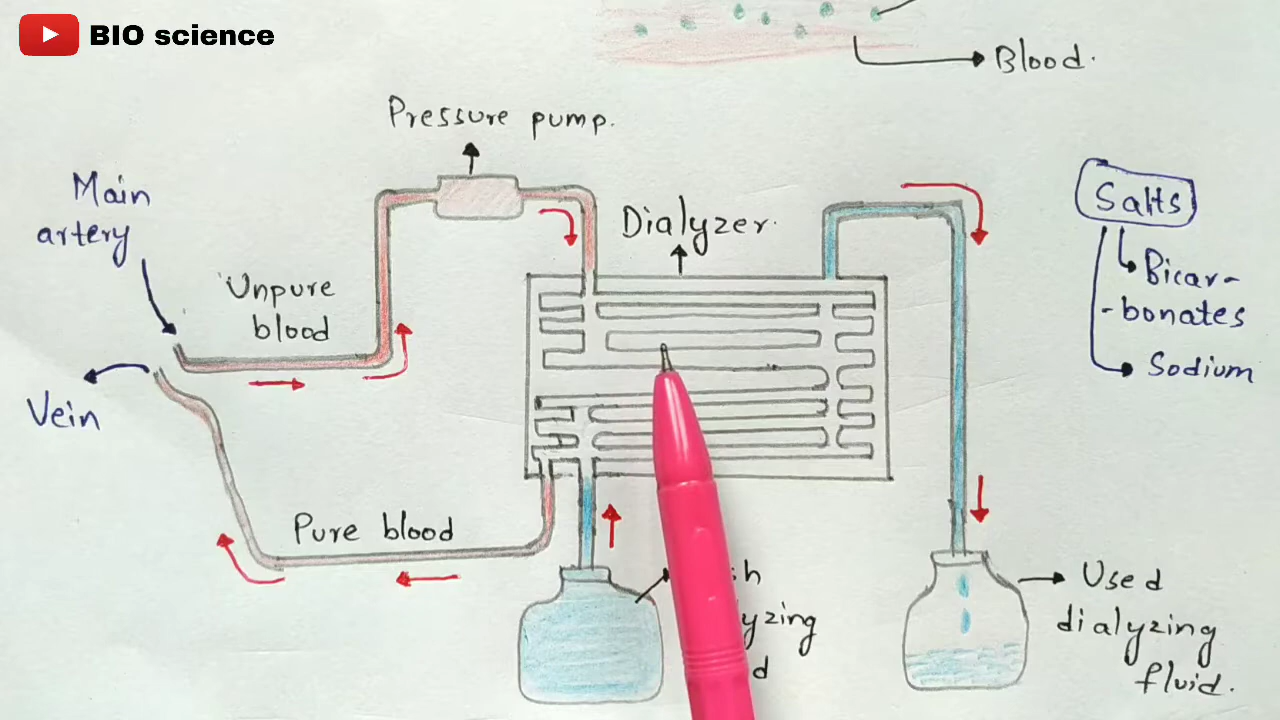 BIO science
Blood.
Pressure pump.
Main
artery
Salts
Dialyzer.
Unpure
blood
Bicar-
-bonates
Sodium
Vein
Pure blood
yzing
Used
dialyzing
fluid.